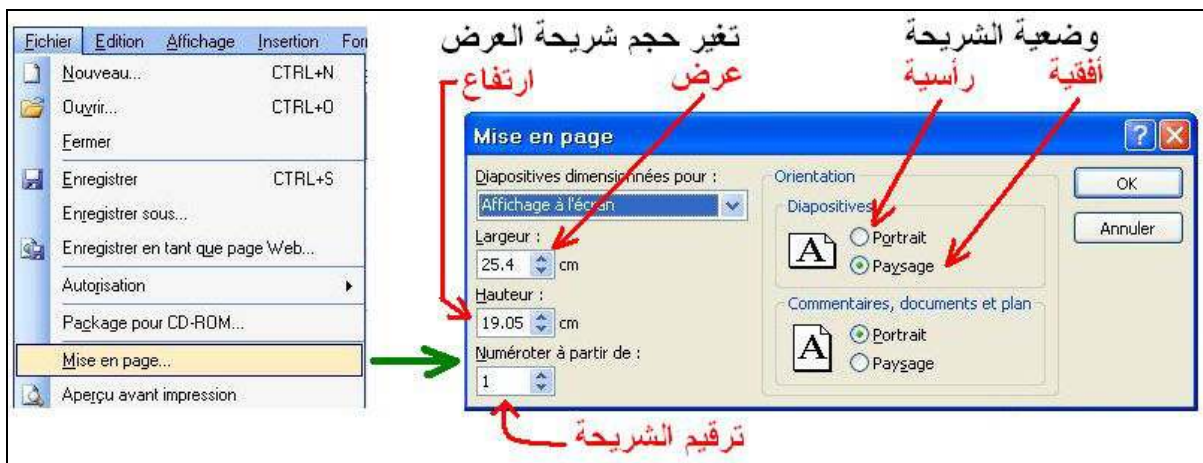 Fichier Edition Affichage Insertion For
Nouveau... CTRL+N
Ouvrir... CTRL+O
Fermer
Enregistrer CTRL+S
Enregistrer sous...
Enregistrer en tant que page Web...
Autorisation
Package pour CD-ROM...
Mise en page...
Aperçu avant impression
تغير حجم شريحة العرض
ارتفاع عرض
وضعية الشريحة
رأسية أفقية
Mise en page
Diapositives dimensionnées pour :
Affichage à l'écran
Largeur :
25.4 cm
Hauteur :
19.05 cm
Numéroter à partir de :
1
Orientation
Diapositives
A
Portrait
Paysage
Commentaires, documents et plan
A
Portrait
Paysage
OK
Annuler
ترقيم الشريحة